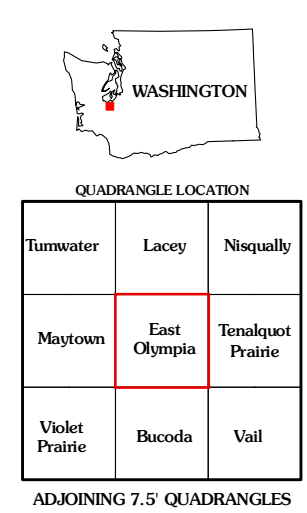 WASHINGTON
QUADRANGLE LOCATION
Tumwater
Lacey
Nisqually
Maytown
East
Olympia
Tenalquot
Prairie
Violet
Prairie
Bucoda
Vail
ADJOINING 7.5' QUADRANGLES